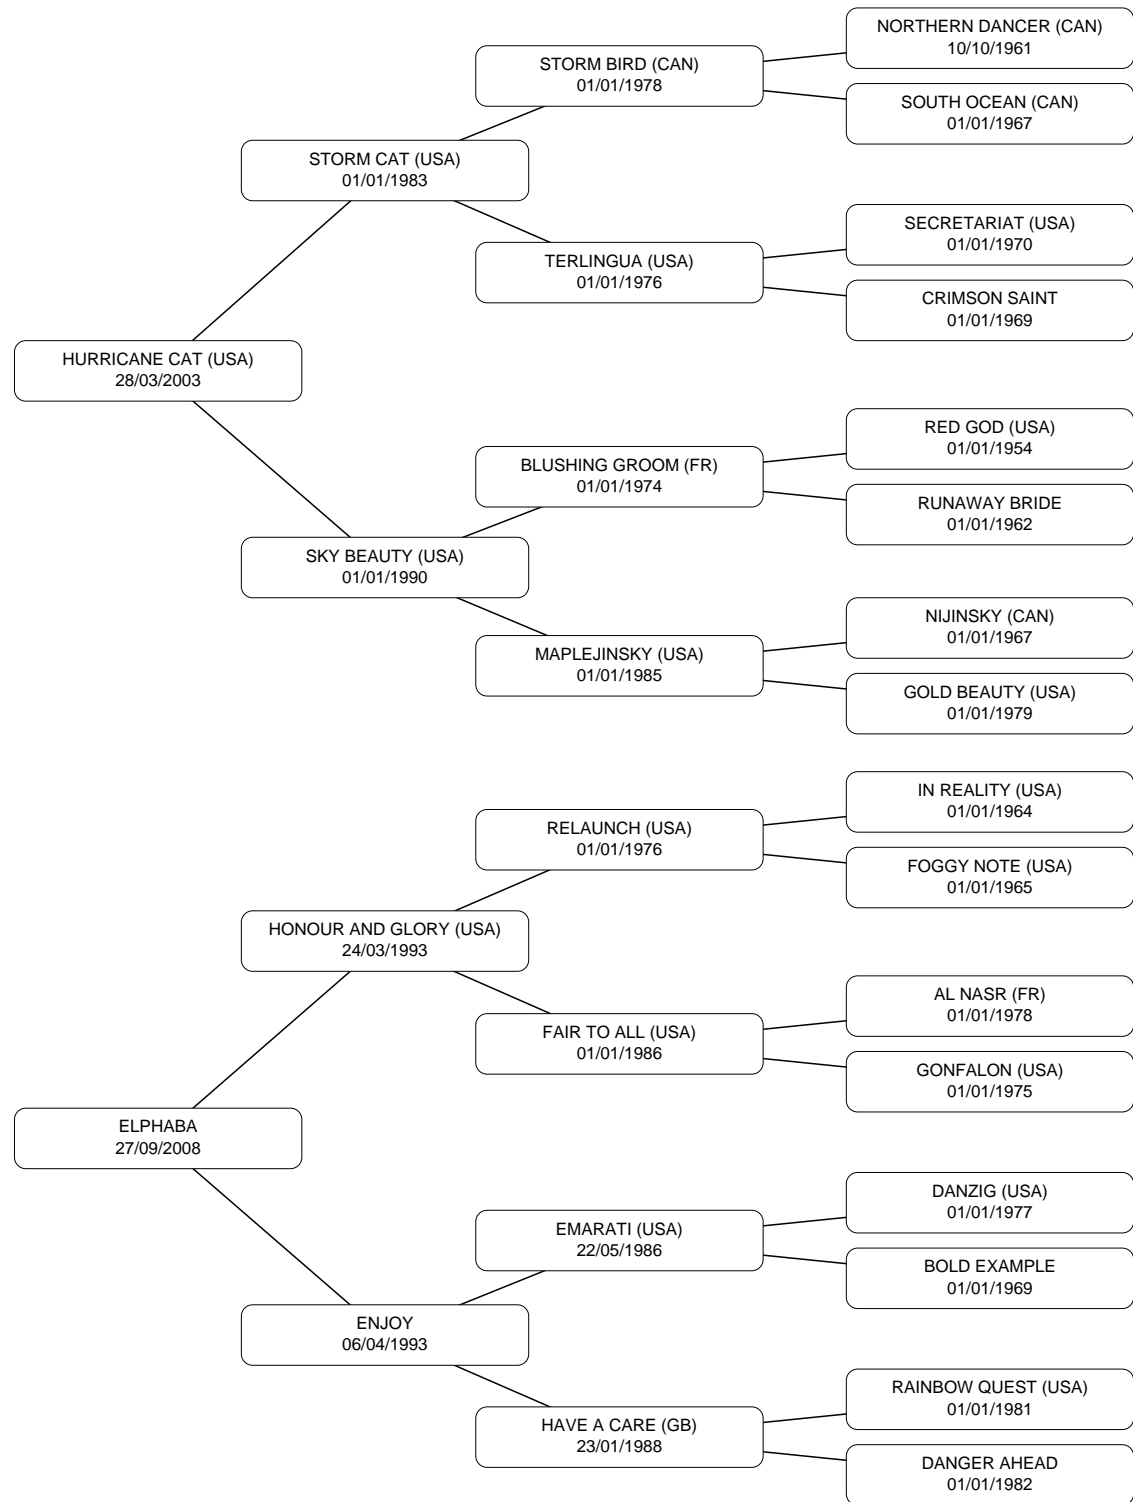 NORTHERN DANCER (CAN)
10/10/1961
STORM BIRD (CAN)
01/01/1978
SOUTH OCEAN (CAN)
01/01/1967
STORM CAT (USA)
01/01/1983
SECRETARIAT (USA)
01/01/1970
TERLINGUA (USA)
01/01/1976
CRIMSON SAINT
01/01/1969
HURRICANE CAT (USA)
28/03/2003
RED GOD (USA)
01/01/1954
BLUSHING GROOM (FR)
01/01/1974
RUNAWAY BRIDE
01/01/1962
SKY BEAUTY (USA)
01/01/1990
NIJINSKY (CAN)
01/01/1967
MAPLEJINSKY (USA)
01/01/1985
GOLD BEAUTY (USA)
01/01/1979
IN REALITY (USA)
01/01/1964
RELAUNCH (USA)
01/01/1976
FOGGY NOTE (USA)
01/01/1965
HONOUR AND GLORY (USA)
24/03/1993
AL NASR (FR)
01/01/1978
FAIR TO ALL (USA)
01/01/1986
GONFALON (USA)
01/01/1975
ELPHABA
27/09/2008
DANZIG (USA)
01/01/1977
EMARATI (USA)
22/05/1986
BOLD EXAMPLE
01/01/1969
ENJOY
06/04/1993
RAINBOW QUEST (USA)
01/01/1981
HAVE A CARE (GB)
23/01/1988
DANGER AHEAD
01/01/1982